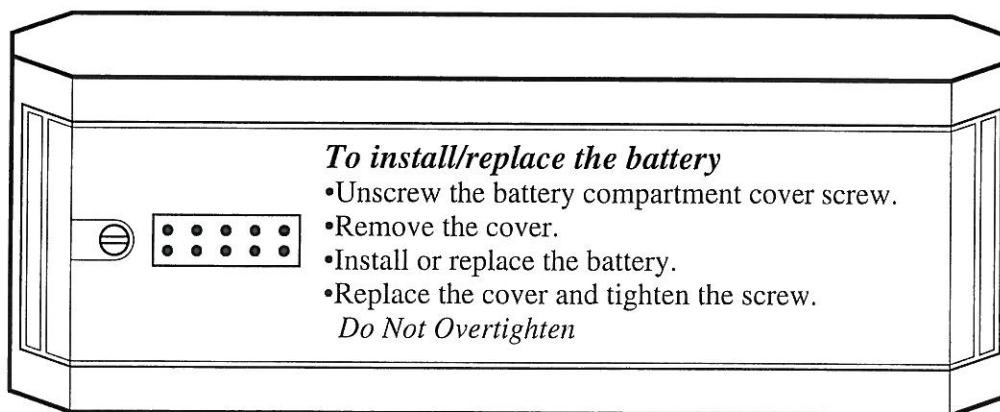 To install/replace the battery
•Unscrew the battery compartment cover screw.
•Remove the cover.
•Install or replace the battery.
•Replace the cover and tighten the screw.
Do Not Overtighten